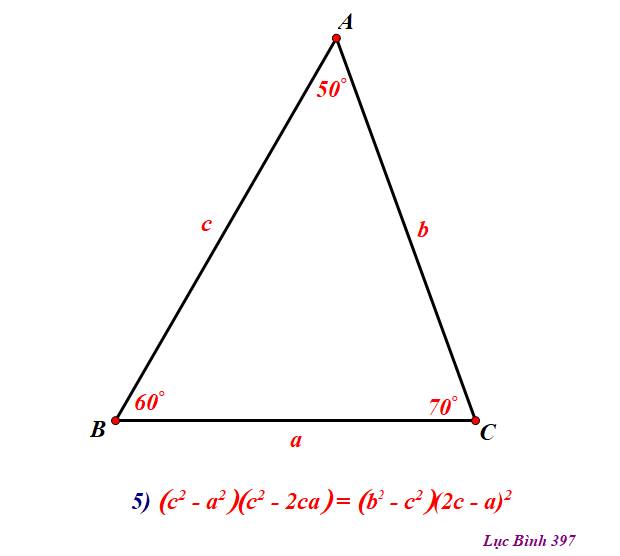 A
50°
c
b
60°
70°
B
C
a
5) (c² - a²)(c² - 2ca) = (b² - c²)(2c - a)²
Lục Bình 397